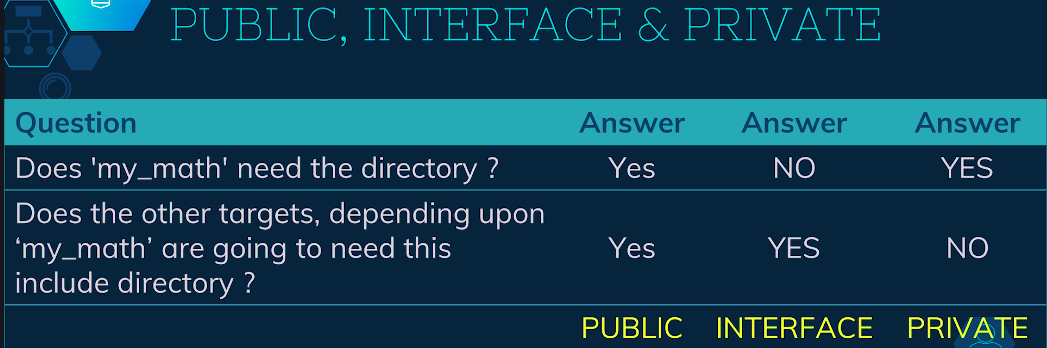 PUBLIC, INTERFACE & PRIVATE
Question Answer Answer Answer
Does 'my_math' need the directory ? Yes NO YES
Does the other targets, depending upon
‘my_math’ are going to need this Yes YES NO
include directory ?
PUBLIC INTERFACE PRIVATE